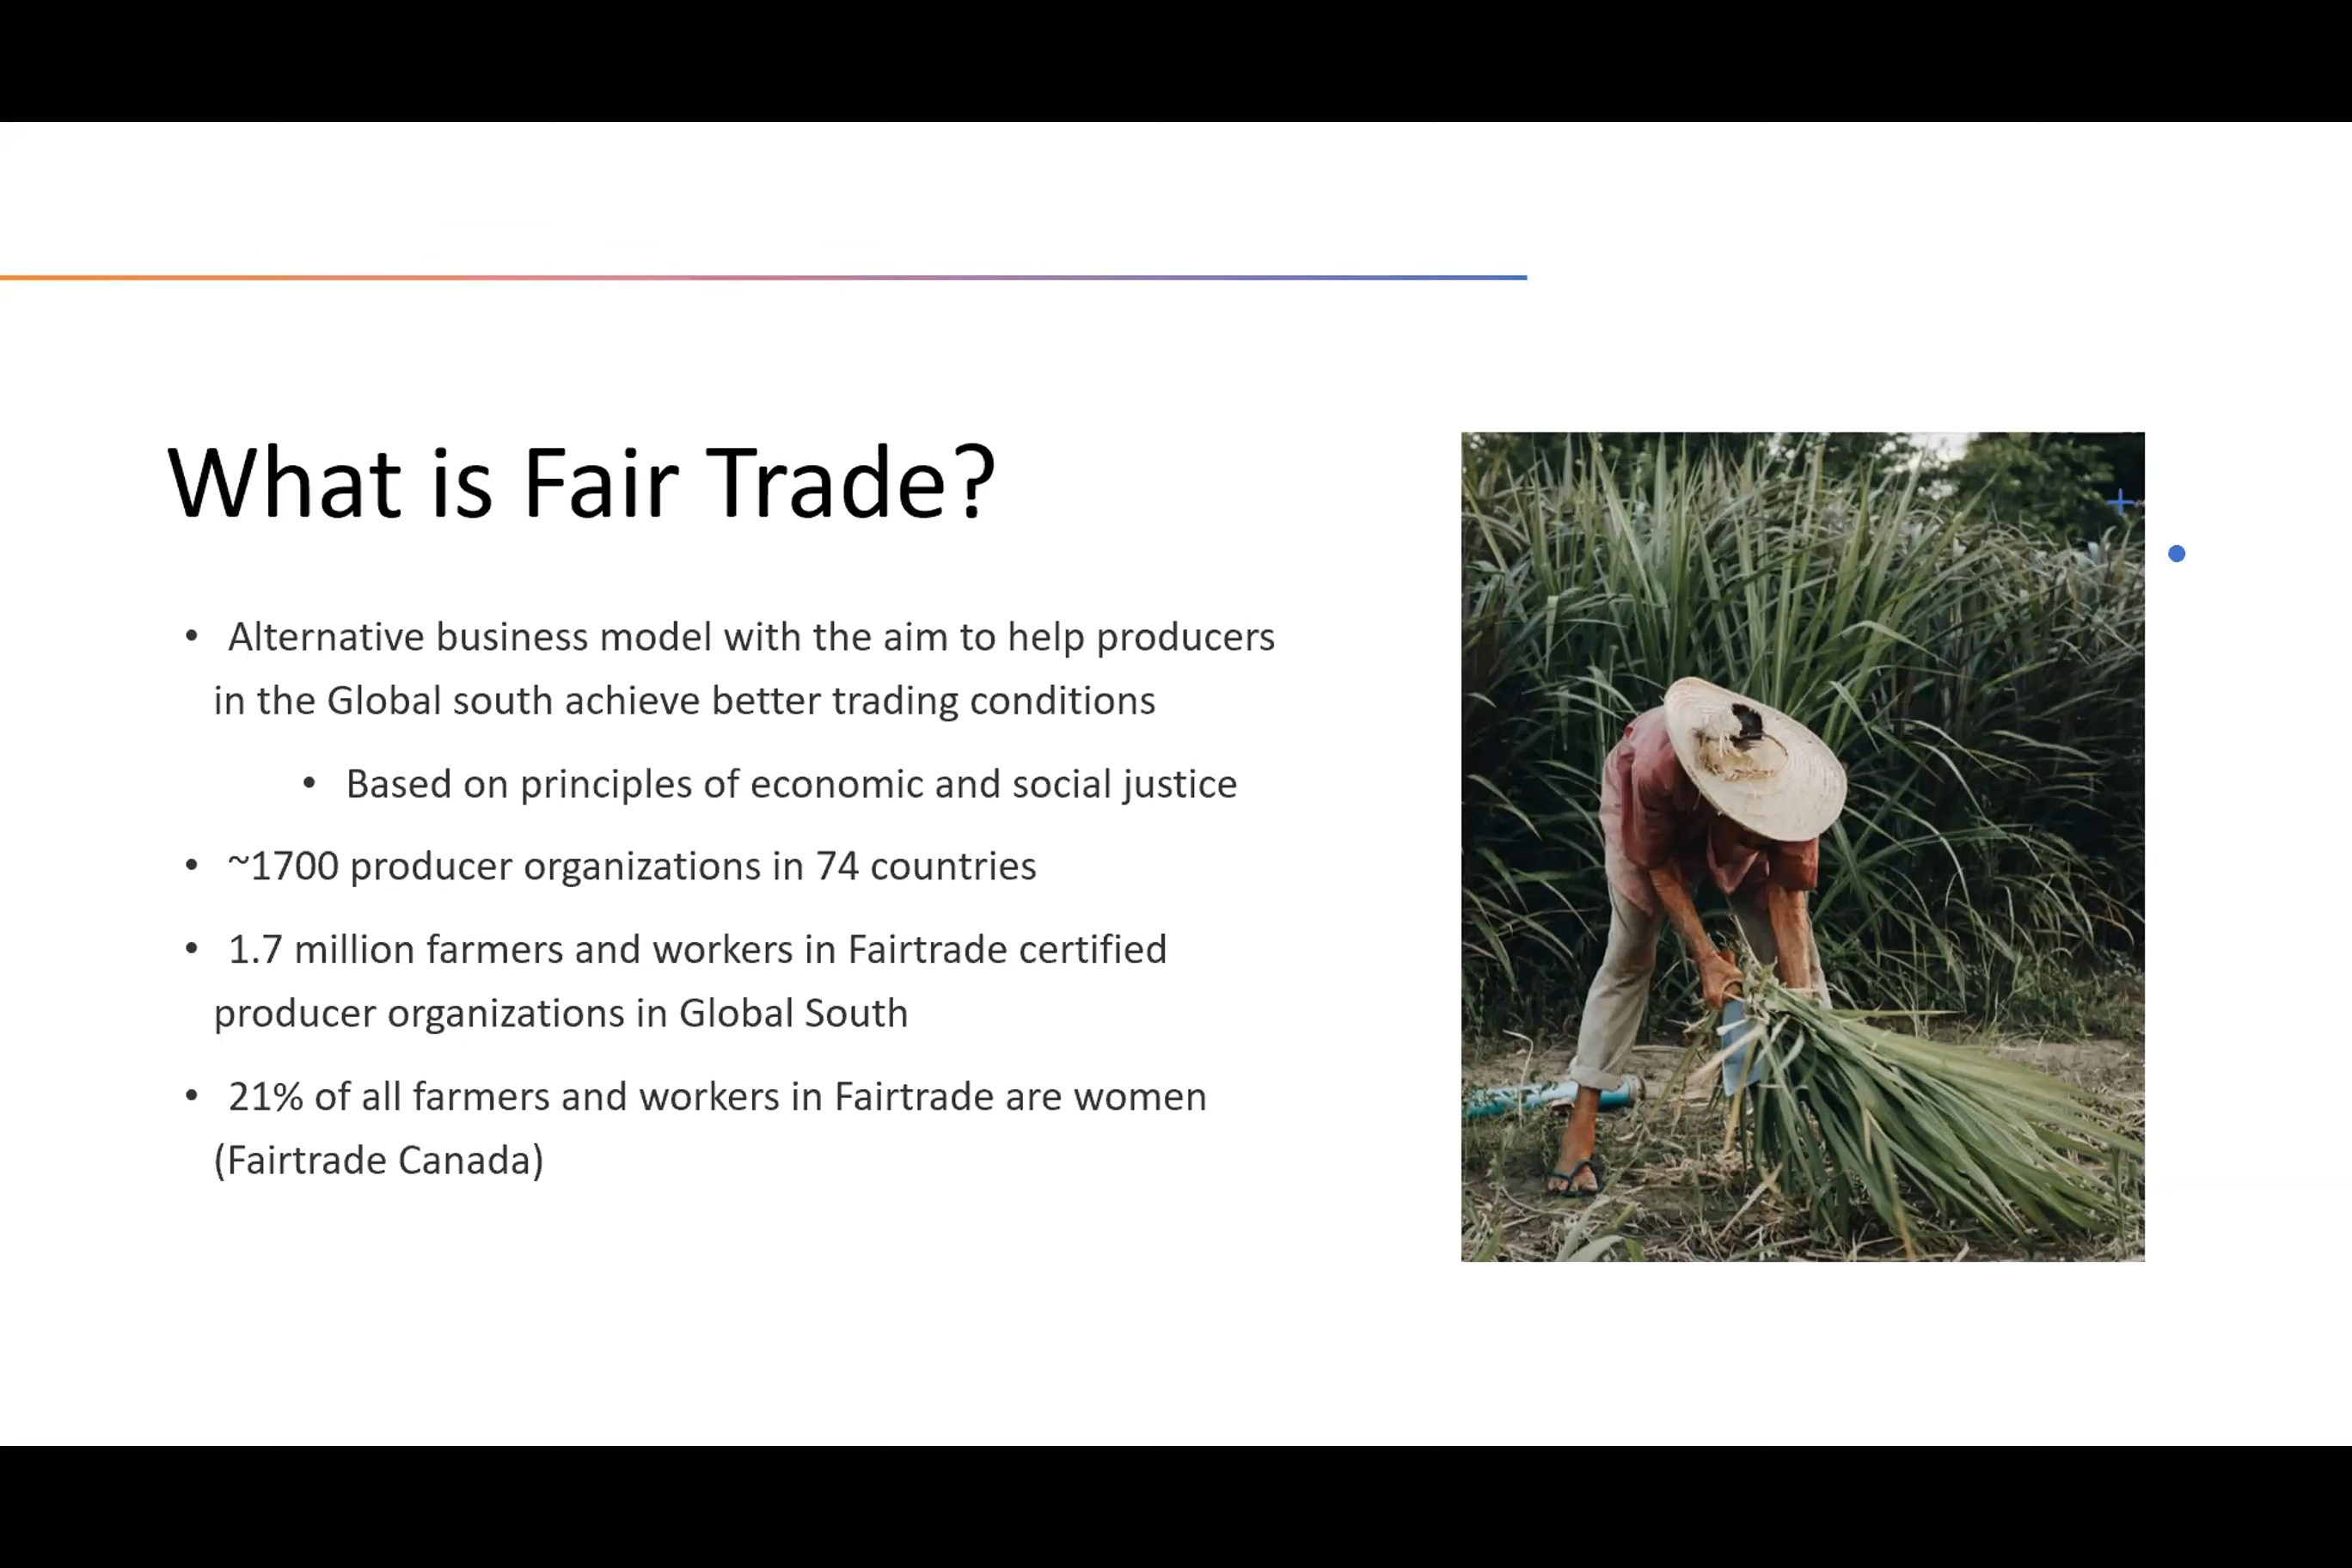 What is Fair Trade?
• Alternative business model with the aim to help producers
in the Global south achieve better trading conditions
• Based on principles of economic and social justice
• ~1700 producer organizations in 74 countries
• 1.7 million farmers and workers in Fairtrade certified
producer organizations in Global South
• 21% of all farmers and workers in Fairtrade are women
(Fairtrade Canada)